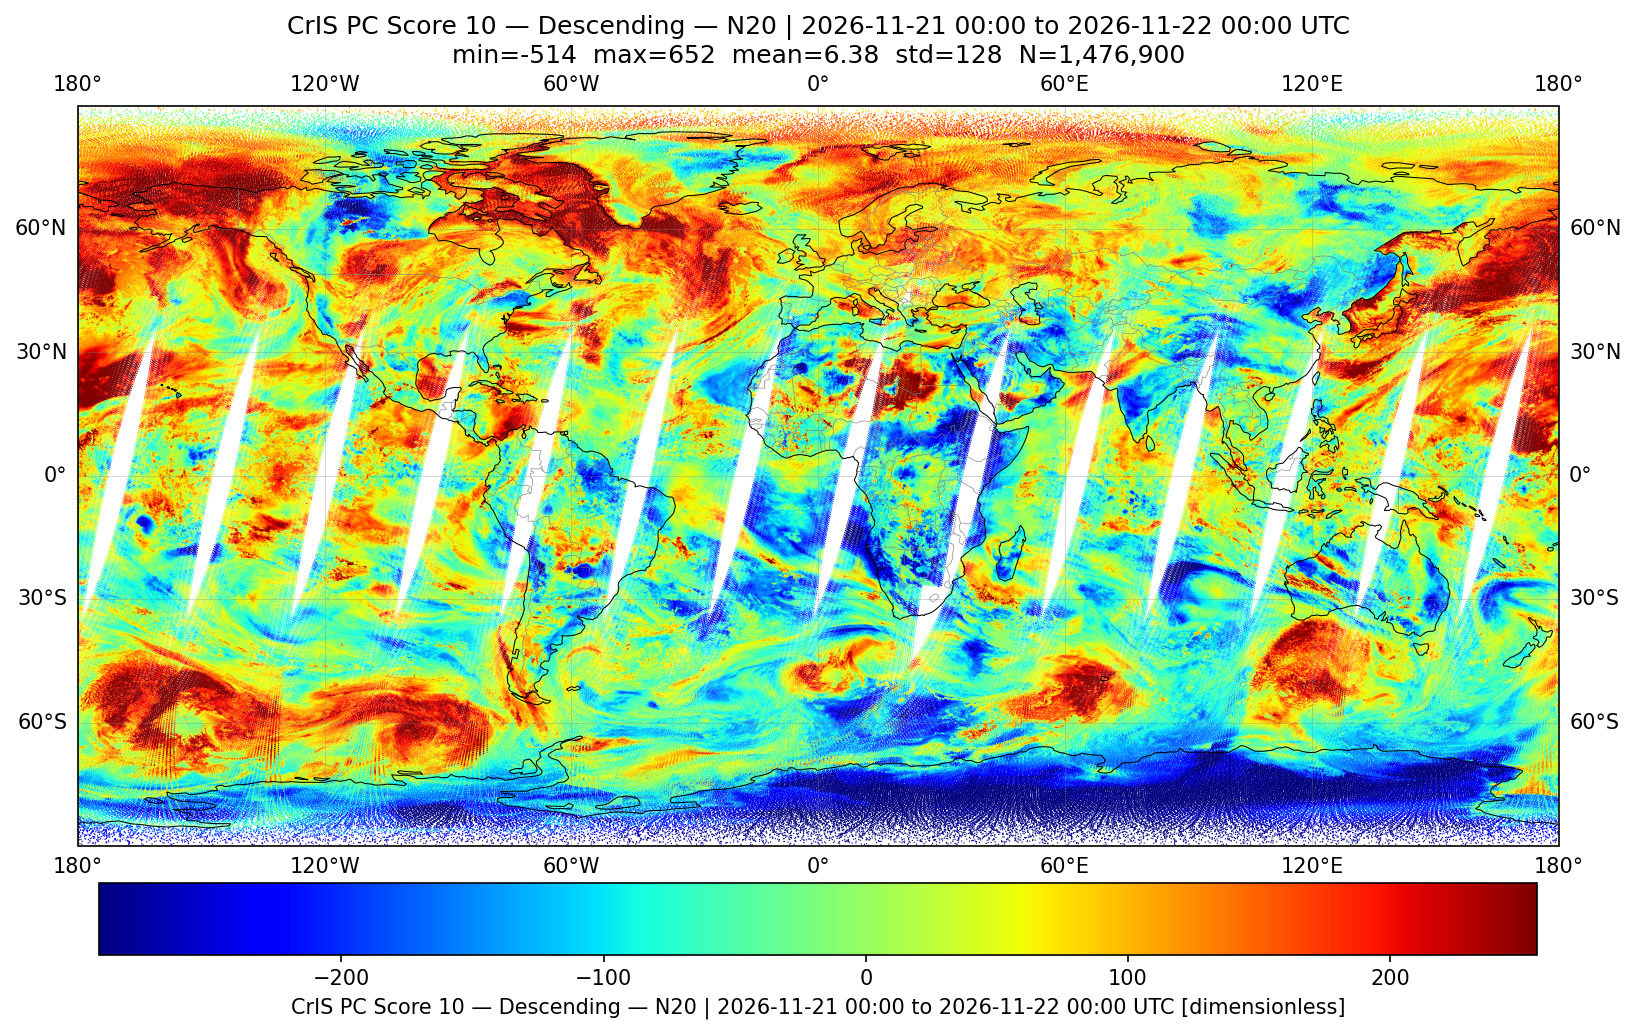 CrIS PC Score 10 — Descending — N20 | 2026-11-21 00:00 to 2026-11-22 00:00 UTC
min=-514 max=652 mean=6.38 std=128 N=1,476,900
180° 120°W 60°W 0° 60°E 120°E 180°
60°N 60°N
30°N 30°N
0° 0°
30°S 30°S
60°S 60°S
180° 120°W 60°W 0° 60°E 120°E 180°
−200 −100 0 100 200
CrIS PC Score 10 — Descending — N20 | 2026-11-21 00:00 to 2026-11-22 00:00 UTC [dimensionless]